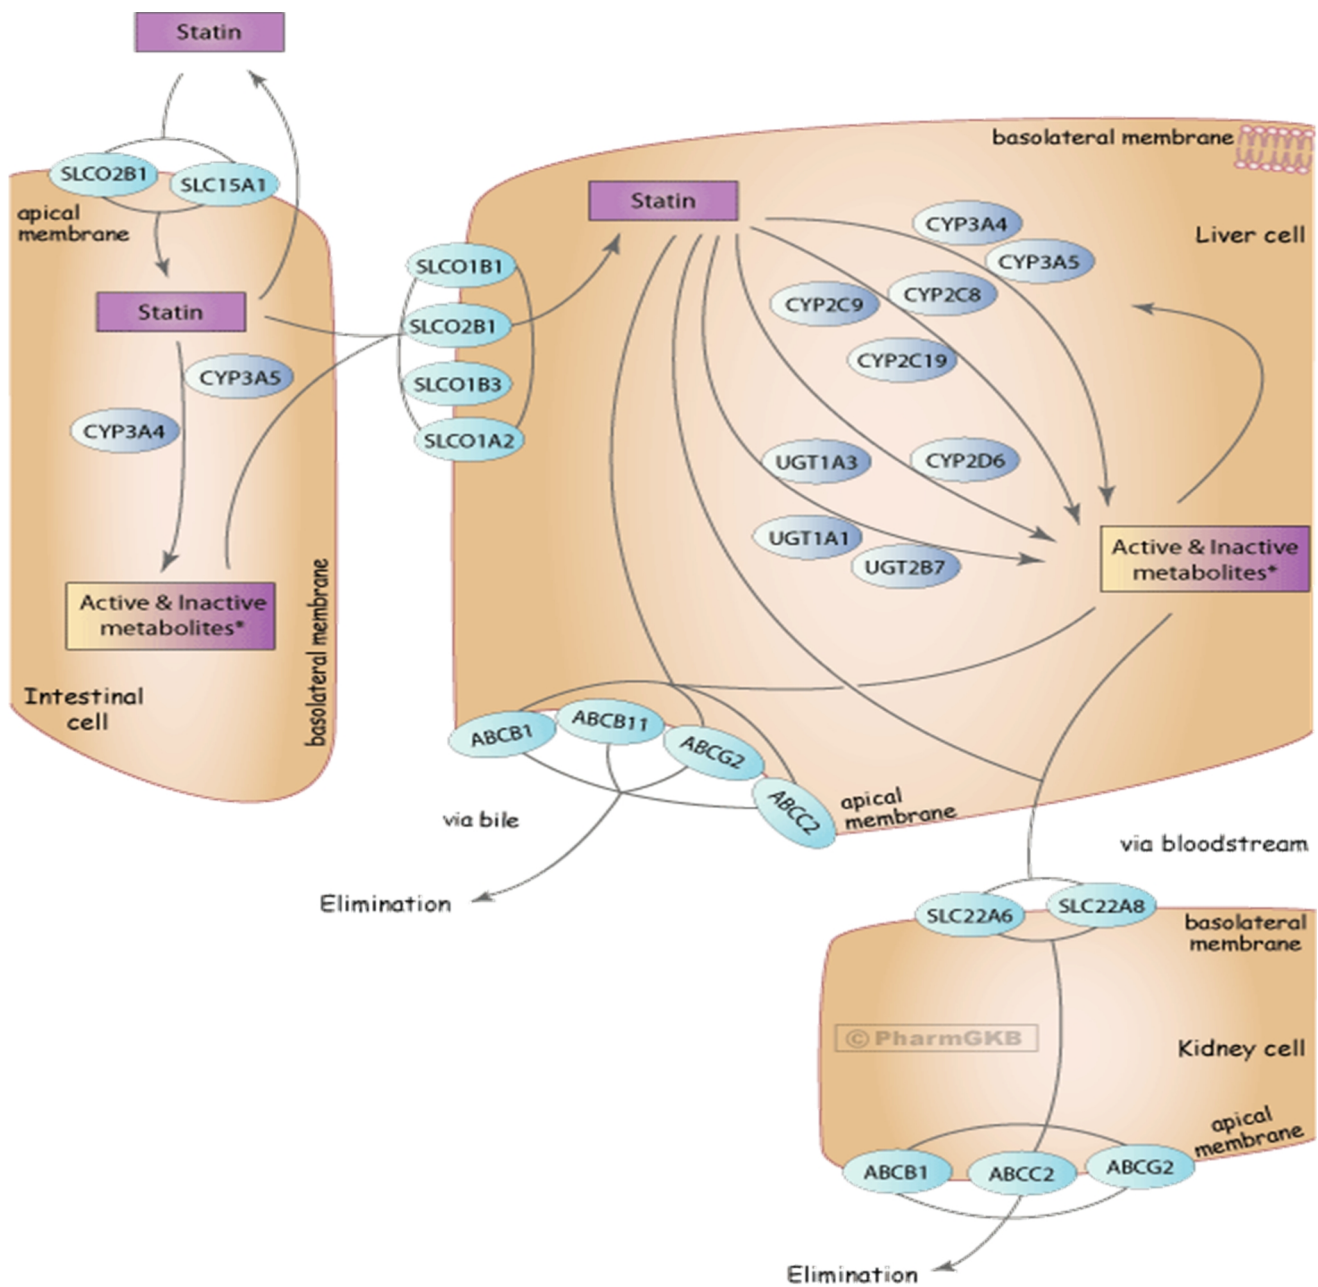 Statin
SLCO2B1
SLC15A1
apical
membrane
Statin
CYP3A5
CYP3A4
Active & Inactive
metabolites*
Intestinal
cell
basolateral membrane
SLCO1B1
SLCO2B1
SLCO1B3
SLCO1A2
basolateral membrane
Liver cell
Statin
CYP3A4
CYP3A5
CYP2C9
CYP2C8
CYP2C19
UGT1A3
CYP2D6
UGT1A1
UGT2B7
Active & Inactive
metabolites*
ABCB1
ABCB11
ABCG2
ABCC2
apical
membrane
via bile
Elimination
via bloodstream
SLC22A6
SLC22A8
basolateral
membrane
© PharmGKB
Kidney cell
apical
membrane
ABCB1
ABCC2
ABCG2
Elimination